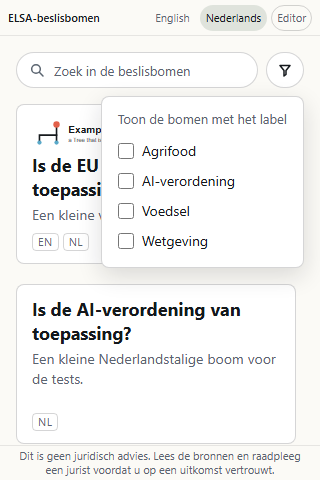 ELSA-beslisbomen English Nederlands Editor
Zoek in de beslisbomen
Toon de bomen met het label
Agrifood
AI-verordening
Voedsel
Wetgeving
Is de EU
Een kleine
EN NL
Is de AI-verordening van
toepassing?
Een kleine Nederlandstalige boom voor
de tests.
NL
Dit is geen juridisch advies. Lees de bronnen en raadpleeg
een jurist voordat u op een uitkomst vertrouwt.